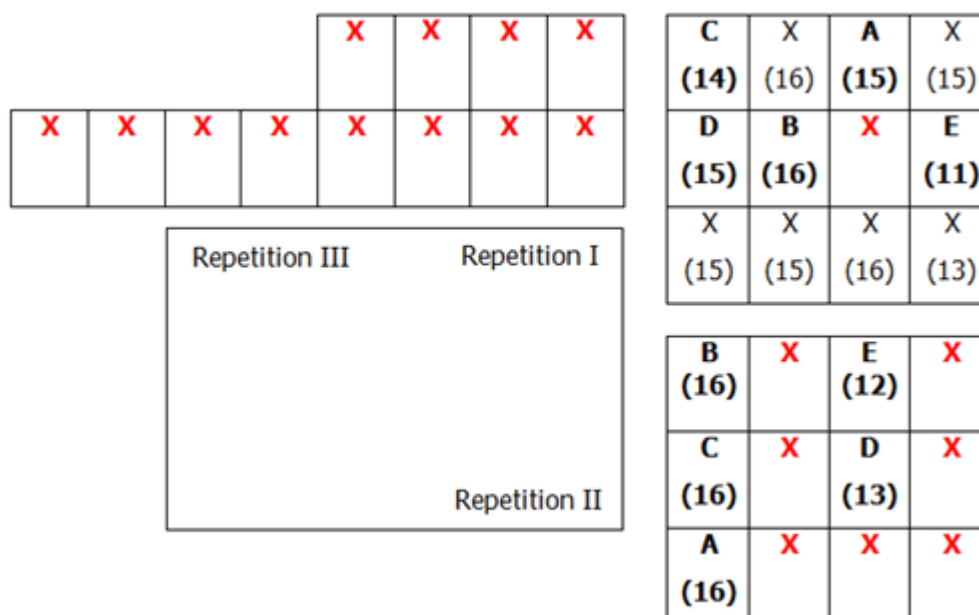 X X X X
X X X X X X X X
Repetition III Repetition I
Repetition II
C X A X
(14) (16) (15) (15)
D B X E
(15) (16) (11)
X X X X
(15) (15) (16) (13)
B X E X
(16) (12)
C X D X
(16) (13)
A X X X
(16)